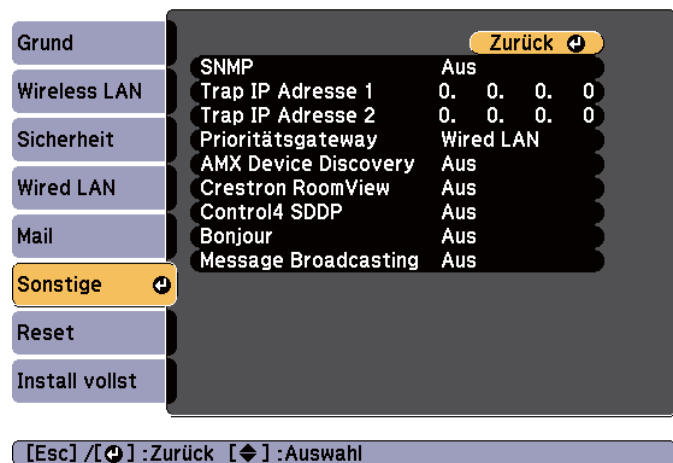 Grund
Wireless LAN
Sicherheit
Wired LAN
Mail
Sonstige
Reset
Install vollst
Zurück
SNMP Aus
Trap IP Adresse 1 0. 0. 0. 0
Trap IP Adresse 2 0. 0. 0. 0
Prioritätsgateway Wired LAN
AMX Device Discovery Aus
Crestron RoomView Aus
Control4 SDDP Aus
Bonjour Aus
Message Broadcasting Aus
[Esc] /[⏎] :Zurück [◆] :Auswahl